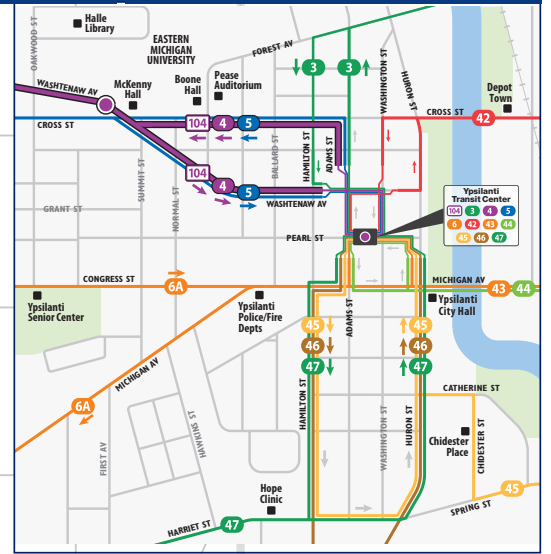 Halle
Library
OAKWOOD ST
EASTERN
MICHIGAN
UNIVERSITY
FOREST AV
3
3
WASHINGTON ST
HURON ST
WASHTENAW AV
McKenny
Hall
Boone
Hall
Pease
Auditorium
Depot
Town
CROSS ST
104
4
5
CROSS ST
42
HAMILTON ST
ADAMS ST
BALLARD ST
SUMMIT ST
NORMAL ST
104
4
5
WASHTENAW AV
GRANT ST
PEARL ST
Ypsilanti
Transit Center
104
3
4
5
6
42
43
44
45
46
47
CONGRESS ST
6A
MICHIGAN AV
43
44
Ypsilanti
Senior Center
Ypsilanti
Police/Fire
Depts
Ypsilanti
City Hall
ADAMS ST
45
46
47
45
46
47
MICHIGAN AV
6A
HAMILTON ST
HURON ST
WASHINGTON ST
CATHERINE ST
HAWKINS ST
FIRST AV
Chidester
Place
CHIDESTER ST
Hope
Clinic
45
SPRING ST
HARRIET ST
47